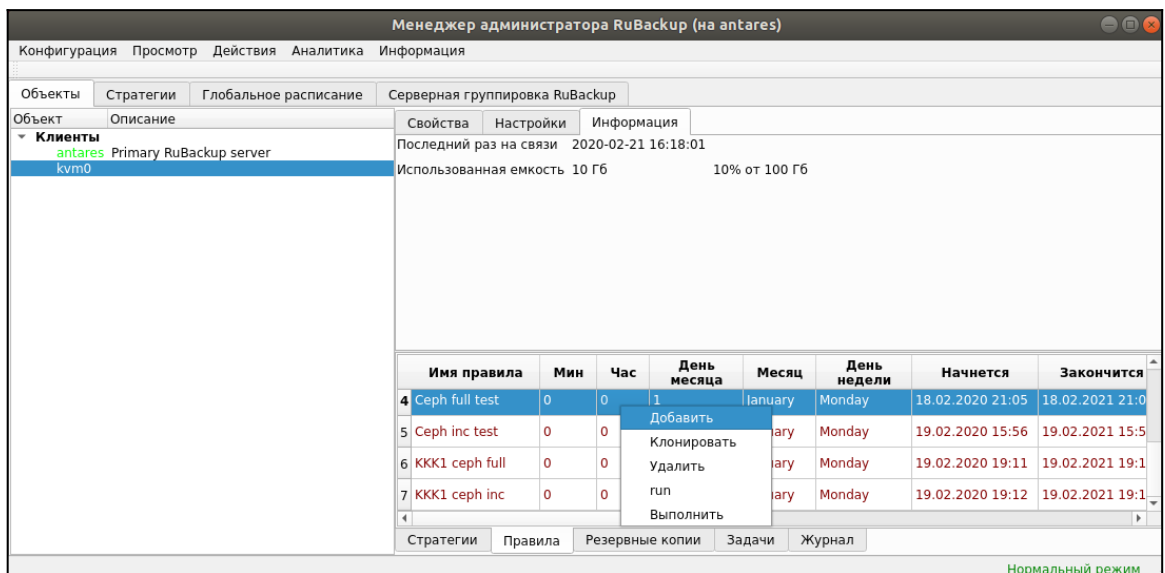 Менеджер администратора RuBackup (на antares)
Конфигурация Просмотр Действия Аналитика Информация
Объекты Стратегии Глобальное расписание Серверная группировка RuBackup
Объект Описание
Клиенты
antares Primary RuBackup server
kvm0
Свойства Настройки Информация
Последний раз на связи 2020-02-21 16:18:01
Использованная емкость 10 Гб 10% от 100 Гб
Имя правила Мин Час День месяца Месяц День недели Начнется Закончится
4 Ceph full test 0 0 1 January Monday 18.02.2020 21:05 18.02.2021 21:0
5 Ceph inc test 0 0 ary Monday 19.02.2020 15:56 19.02.2021 15:5
6 KKK1 ceph full 0 0 ary Monday 19.02.2020 19:11 19.02.2021 19:1
7 KKK1 ceph inc 0 0 ary Monday 19.02.2020 19:12 19.02.2021 19:1
Добавить
Клонировать
Удалить
run
Выполнить
Стратегии Правила Резервные копии Задачи Журнал
Нормальный режим